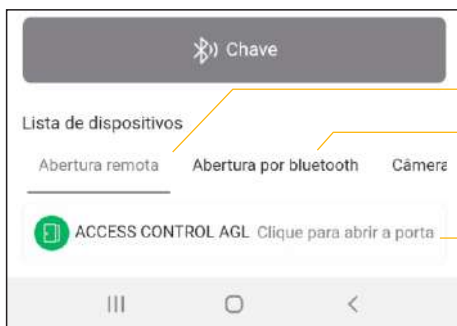 Chave
Lista de dispositivos
Abertura remota Abertura por bluetooth Câmera
ACCESS CONTROL AGL Clique para abrir a porta